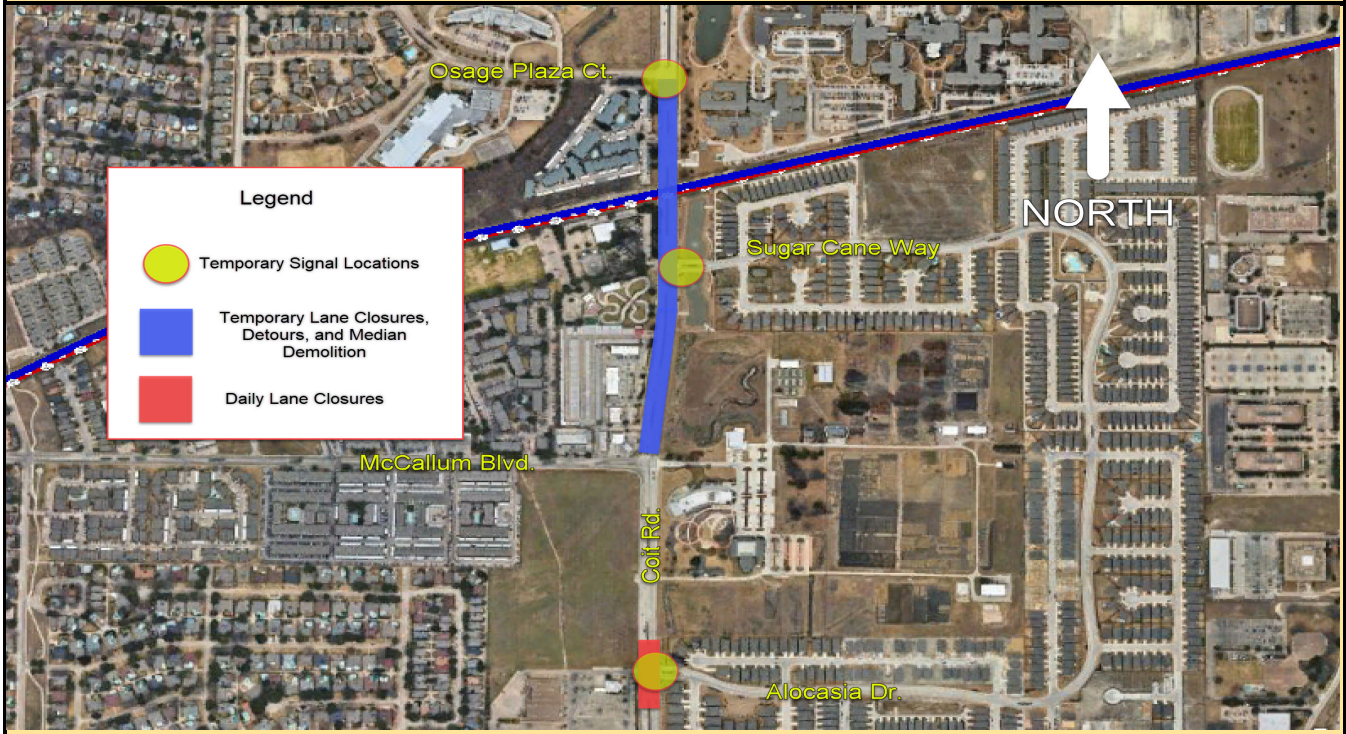 Osage Plaza Ct.
Legend
Temporary Signal Locations
Temporary Lane Closures,
Detours, and Median
Demolition
Daily Lane Closures
NORTH
Sugar Cane Way
McCallum Blvd.
Coit Rd.
Alocasia Dr.